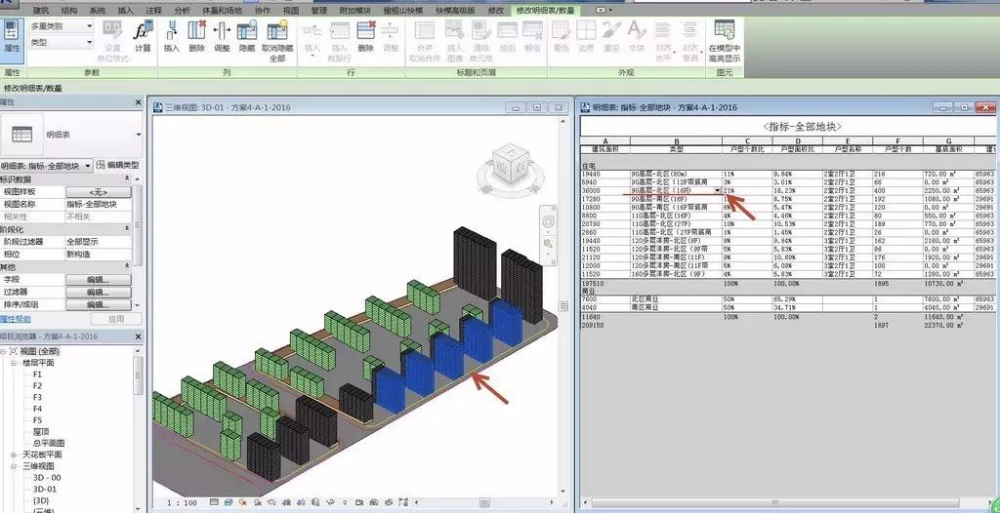 建筑 结构 系统 插入 注释 分析 体量和场地 协作 视图 管理 附加模块 橄榄山快模 快模高版面 修改 修改明细表/数量
属性
多重类别
类型
0.0
设置
单位格式
fx
计算
插入 删除 调整 隐藏 取消隐藏
全部
插入 插入
数据行 删除 调整
合并
取消合并 插入
图像 清除
单元格 成组 解组
着色 边界 重设 字体 对齐
水平 对齐
垂直
在模型中
高亮显示
属性 参数 列 行 标题和页眉 外观 图元
修改明细表/数量
属性
明细表
明细表: 指标-全部地块 编辑类型
标识数据
视图样板 <无>
视图名称 指标-全部地块
相关性 不相关
阶段化
阶段过滤器 全部显示
相位 新构造
其他
字段 编辑...
过滤器 编辑...
排序/成组 编辑...
属性帮助 应用
项目浏览器 - 方案4-A-1-2016
视图 (全部)
楼层平面
F1
F2
F3
F4
F5
屋顶
总平面图
天花板平面
三维视图
3D - 00
3D-01
{3D}
三维视图: 3D-01 - 方案4-A-1-2016
1 : 100
明细表: 指标-全部地块 - 方案4-A-1-2016
<指标-全部地块>
A B C D E F G
建筑面积 类型 户型个数比 户型面积比 户型名称 户型个数 基底面积
住宅
19440 90高层-北区(80m) 11% 9.84% 2室2厅1卫 216 720.00 m² 65963
5940 90高层-北区 (12F带底商 3% 3.01% 2室2厅1卫 66 0.00 m² 65963
36000 90高层-北区 (16F) 21% 18.23% 2室2厅1卫 400 2250.00 m² 65963
17280 90高层-南区(16F) 8.75% 2室2厅1卫 192 1080.00 m² 29691
10800 90高层-南区 (16F带底商 6% 5.47% 2室2厅1卫 120 0.00 m² 29691
8800 110高层-北区(16F) 4% 4.46% 2室2厅1卫 80 550.00 m² 65963
20790 110高层-北区(27F) 10% 10.53% 2室2厅1卫 189 770.00 m² 65963
2860 110高层-北区 (27F带底商 1% 1.45% 2室2厅1卫 26 0.00 m² 65963
19440 120多层洋房-北区(9F) 9% 9.84% 3室2厅1卫 162 2160.00 m² 65963
11520 120多层洋房-北区 (9F带 5% 5.83% 3室2厅1卫 96 0.00 m² 65963
21120 120多层洋房-南区(11F) 9% 10.69% 3室2厅1卫 176 1920.00 m² 29691
12000 120多层洋房-南区(11F带 5% 6.08% 3室2厅1卫 100 0.00 m² 29691
11520 160多层洋房-北区 (9F) 4% 5.83% 3室2厅1卫 72 1280.00 m² 65963
197510 100% 100.00% 1895 10730.00 m²
商业
7600 北区商业 50% 65.29% 1 7600.00 m² 65963
4040 南区商业 50% 34.71% 1 4040.00 m² 29691
11640 100% 100.00% 2 11640.00 m²
209150 1897 22370.00 m²